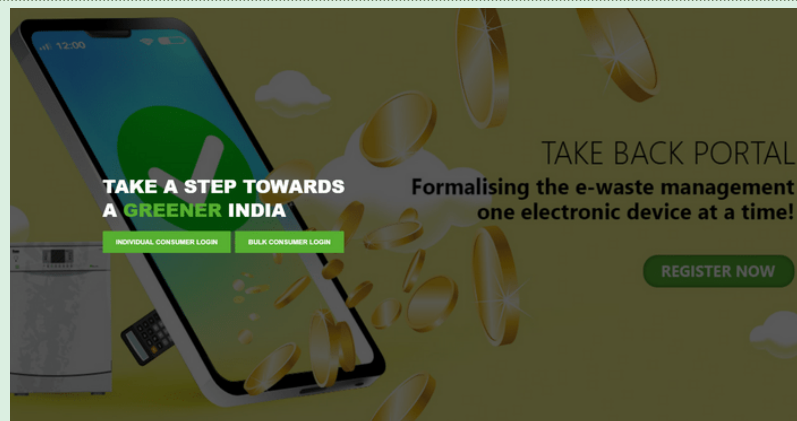 12:00
TAKE BACK PORTAL
Formalising the e-waste management
one electronic device at a time!
TAKE A STEP TOWARDS
A GREENER INDIA
INDIVIDUAL CONSUMER LOGIN
BULK CONSUMER LOGIN
REGISTER NOW